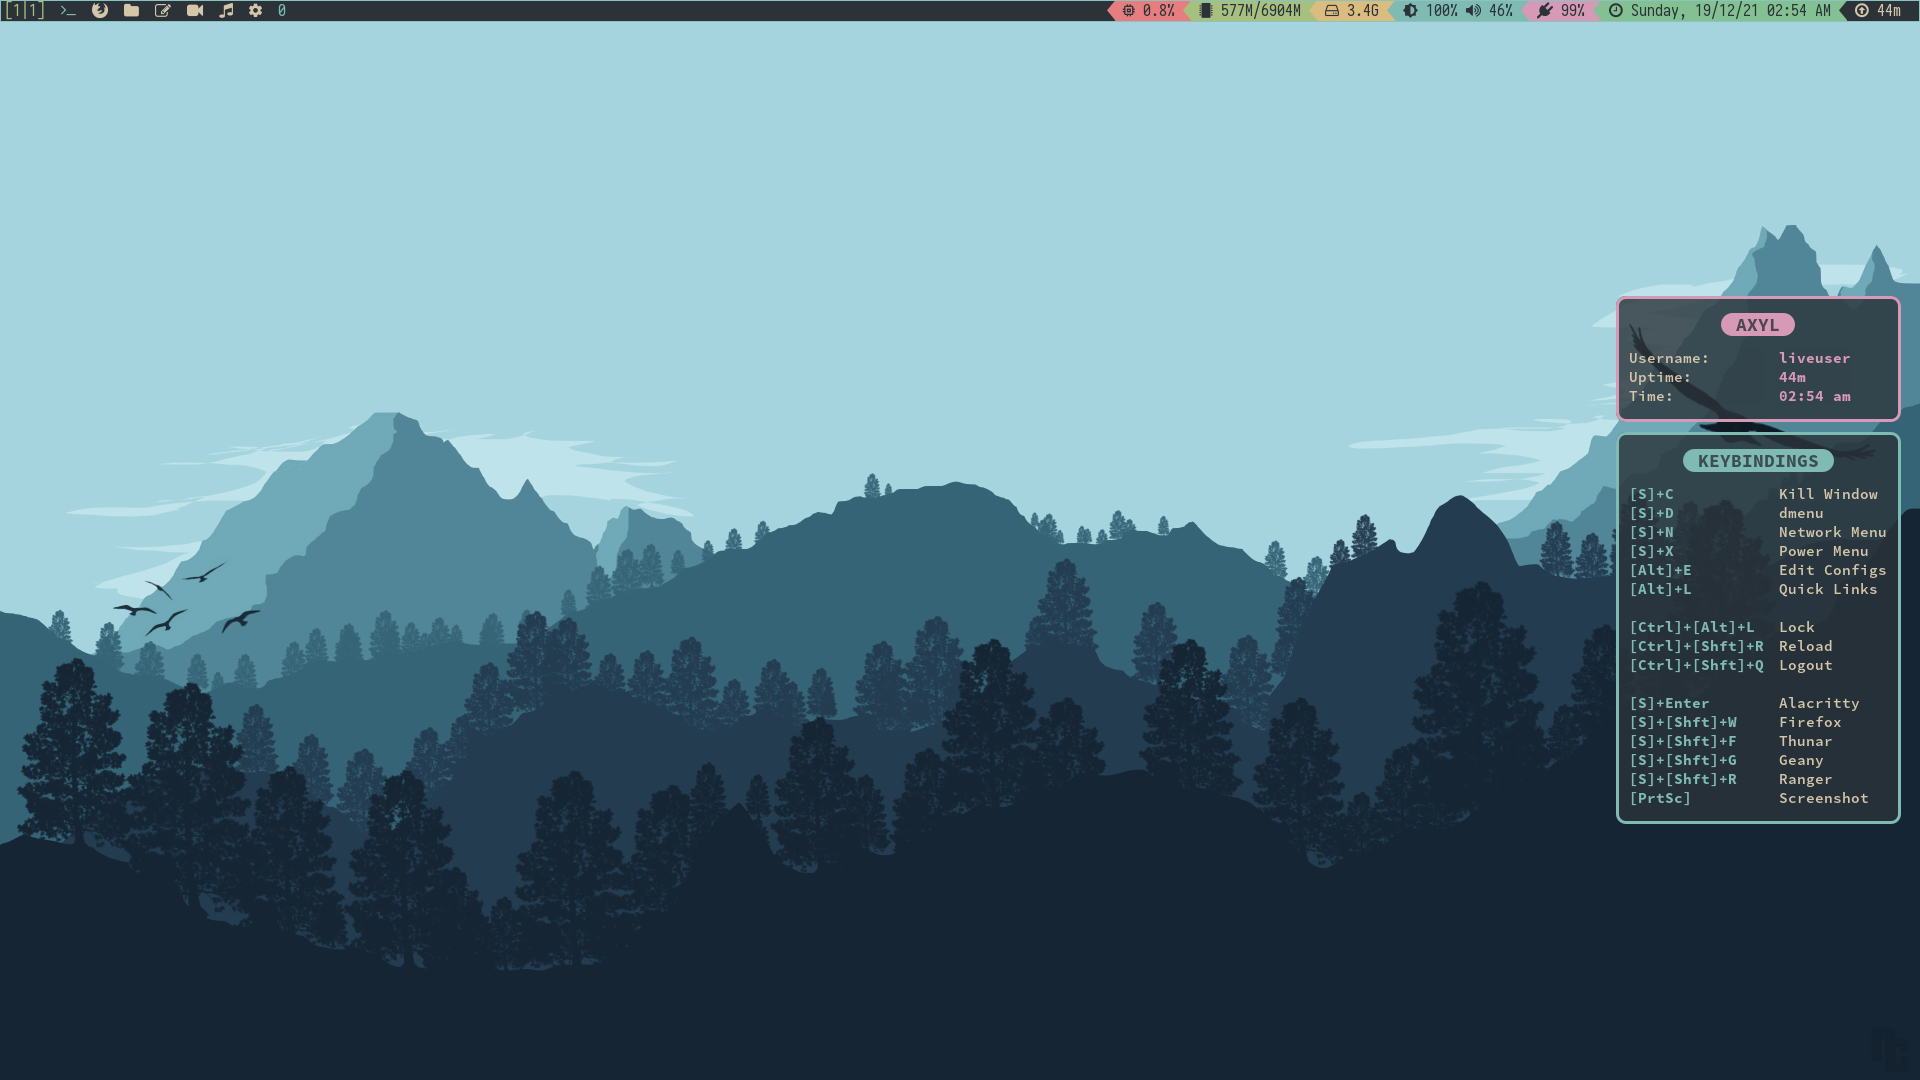 [1|1] >_ 0 0.8% 577M/6904M 3.4G 100% 46% 99% Sunday, 19/12/21 02:54 AM 44m
AXYL
Username: liveuser
Uptime: 44m
Time: 02:54 am
KEYBINDINGS
[S]+C Kill Window
[S]+D dmenu
[S]+N Network Menu
[S]+X Power Menu
[Alt]+E Edit Configs
[Alt]+L Quick Links
[Ctrl]+[Alt]+L Lock
[Ctrl]+[Shft]+R Reload
[Ctrl]+[Shft]+Q Logout
[S]+Enter Alacritty
[S]+[Shft]+W Firefox
[S]+[Shft]+F Thunar
[S]+[Shft]+G Geany
[S]+[Shft]+R Ranger
[PrtSc] Screenshot